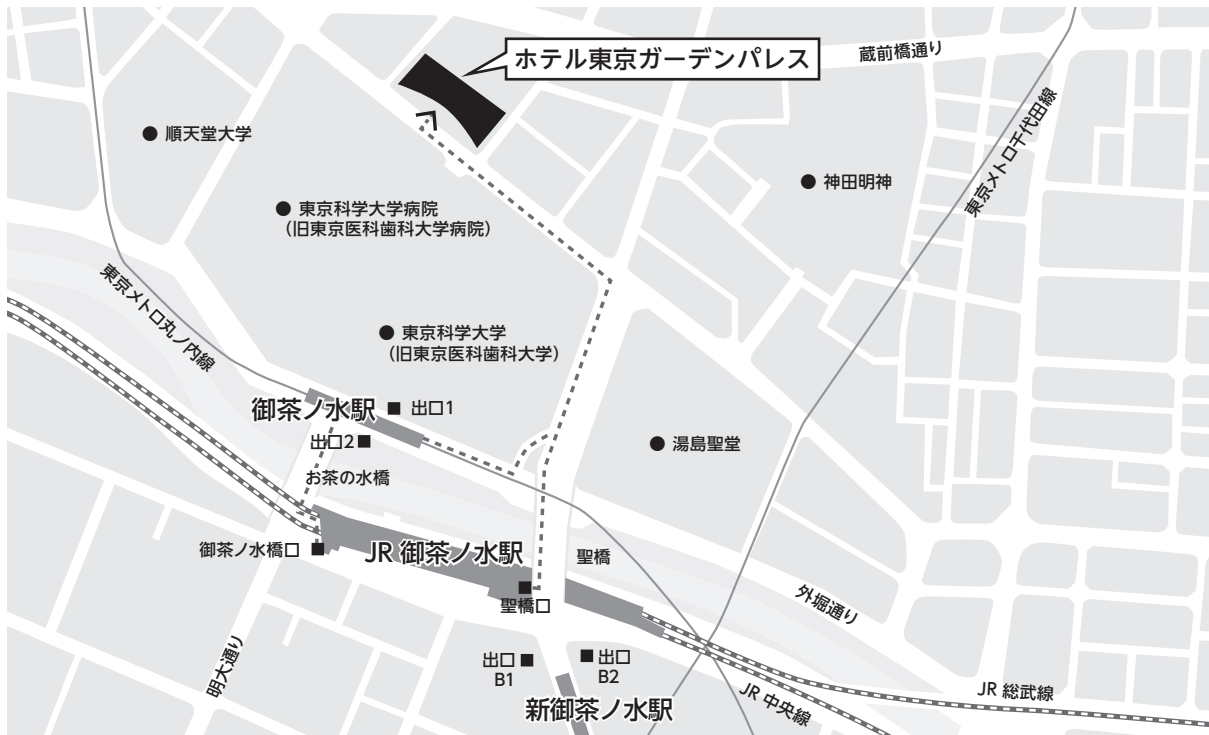 ホテル東京ガーデンパレス
蔵前橋通り
順天堂大学
東京メトロ千代田線
神田明神
東京科学大学病院
（旧東京医科歯科大学病院）
東京メトロ丸ノ内線
東京科学大学
（旧東京医科歯科大学）
御茶ノ水駅
出口1
出口2
湯島聖堂
お茶の水橋
御茶ノ水橋口
JR 御茶ノ水駅
聖橋
聖橋口
外堀通り
明大通り
出口
B1
出口
B2
新御茶ノ水駅
JR 中央線
JR 総武線